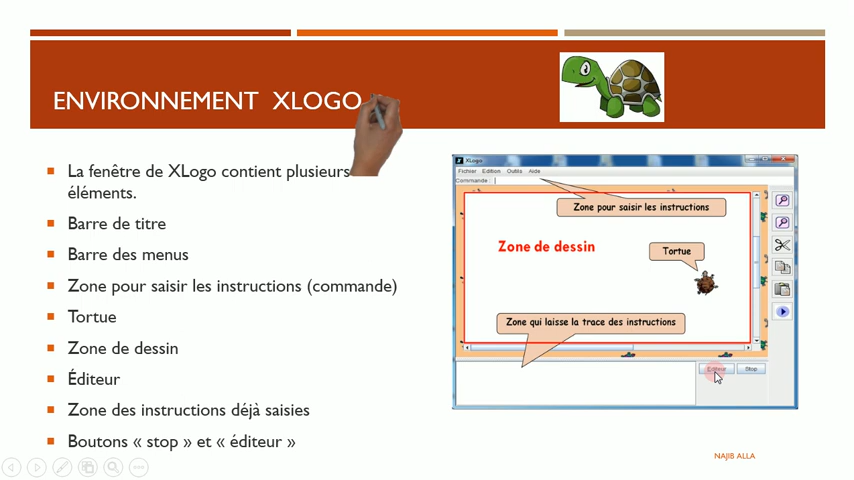 ENVIRONNEMENT XLOGO
La fenêtre de XLogo contient plusieurs
éléments.
Barre de titre
Barre des menus
Zone pour saisir les instructions (commande)
Tortue
Zone de dessin
Éditeur
Zone des instructions déjà saisies
Boutons « stop » et « éditeur »
XLogo
Fichier Edition Outils Aide
Commande :
Zone pour saisir les instructions
Zone de dessin
Tortue
Zone qui laisse la trace des instructions
Editeur Stop
NAJIB ALLA